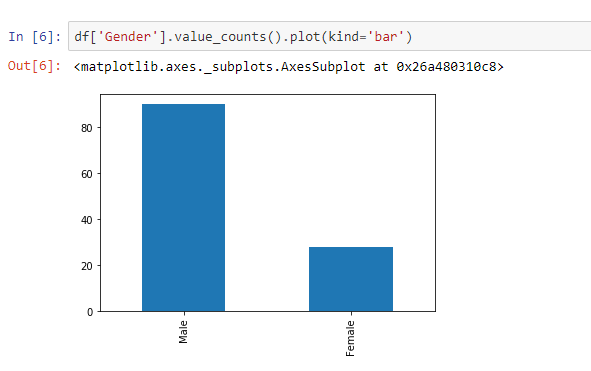 In [6]: df['Gender'].value_counts().plot(kind='bar')
Out[6]: <matplotlib.axes._subplots.AxesSubplot at 0x26a480310c8>
80
60
40
20
0
Male
Female